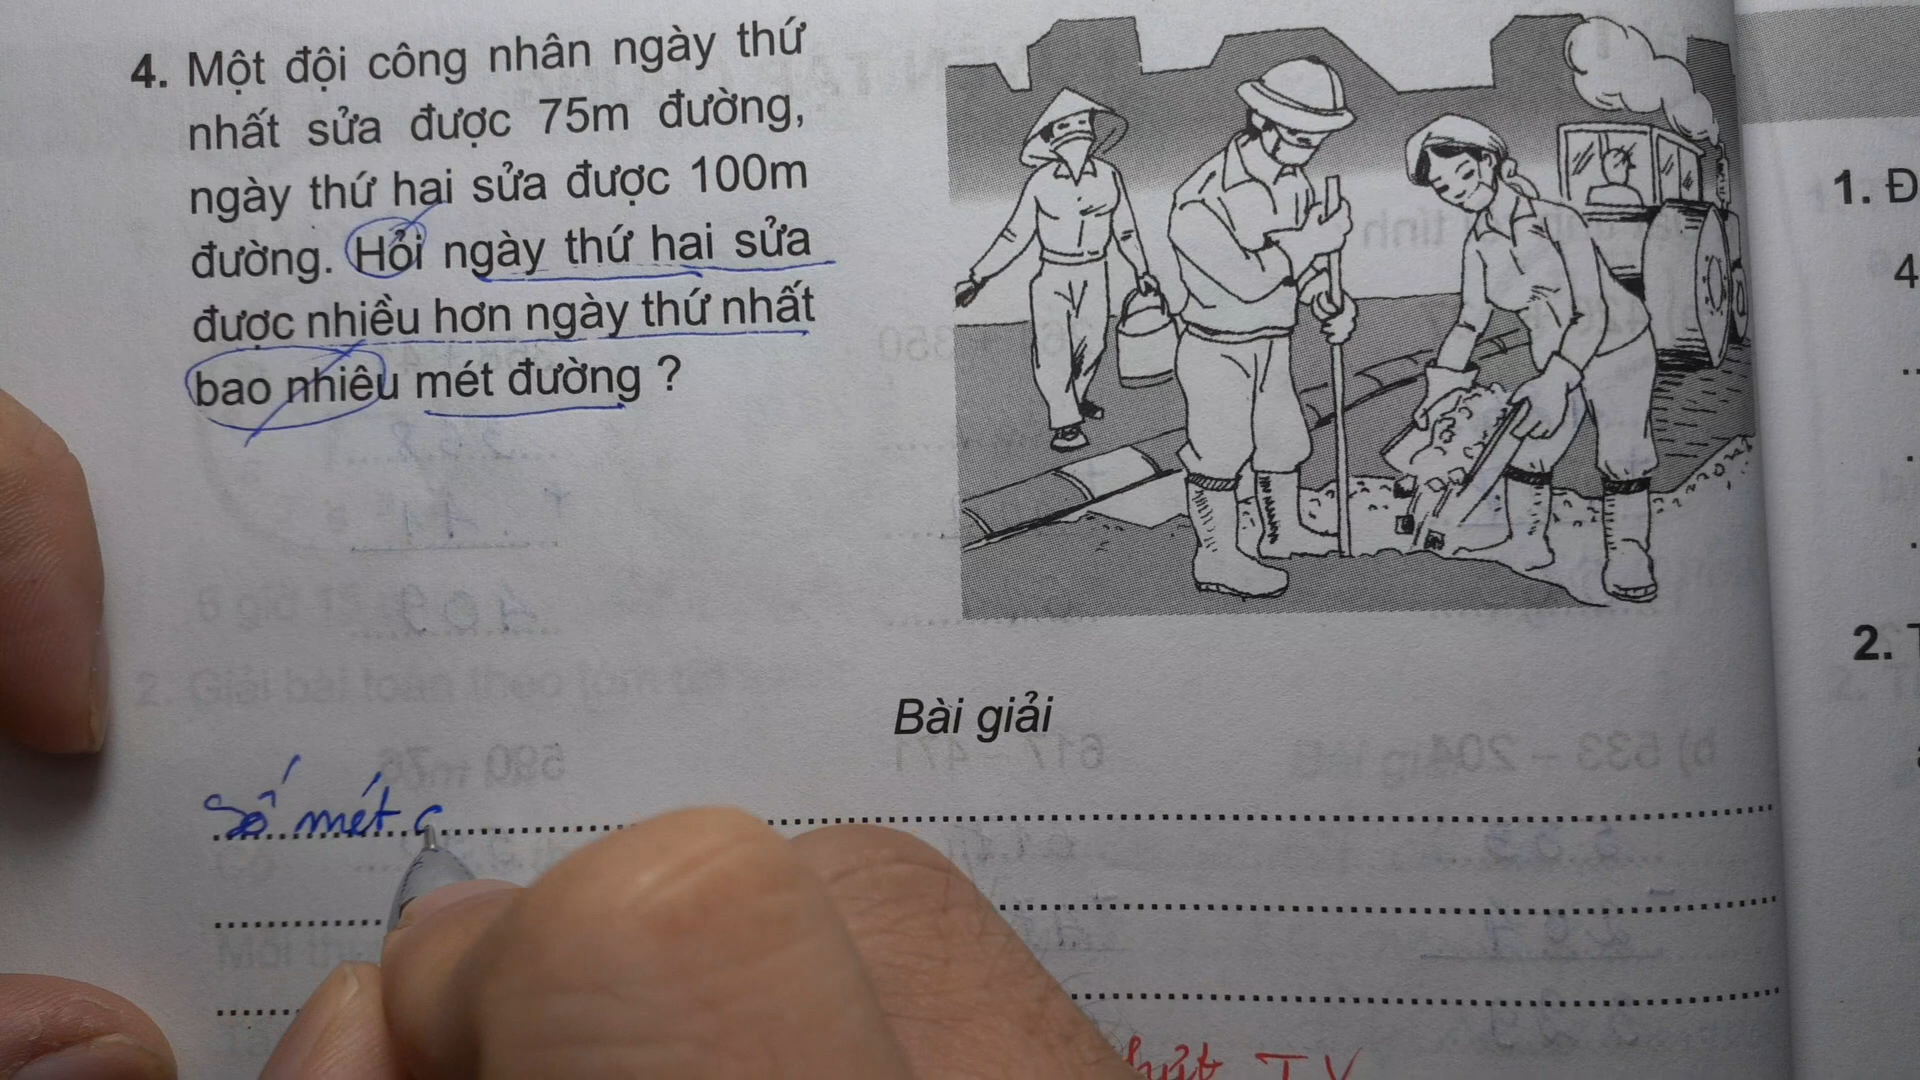 4. Một đội công nhân ngày thứ
nhất sửa được 75m đường,
ngày thứ hai sửa được 100m
đường. Hỏi ngày thứ hai sửa
được nhiều hơn ngày thứ nhất
bao nhiêu mét đường ?
Bài giải
Số mét
1. Đ
4
2.
TV